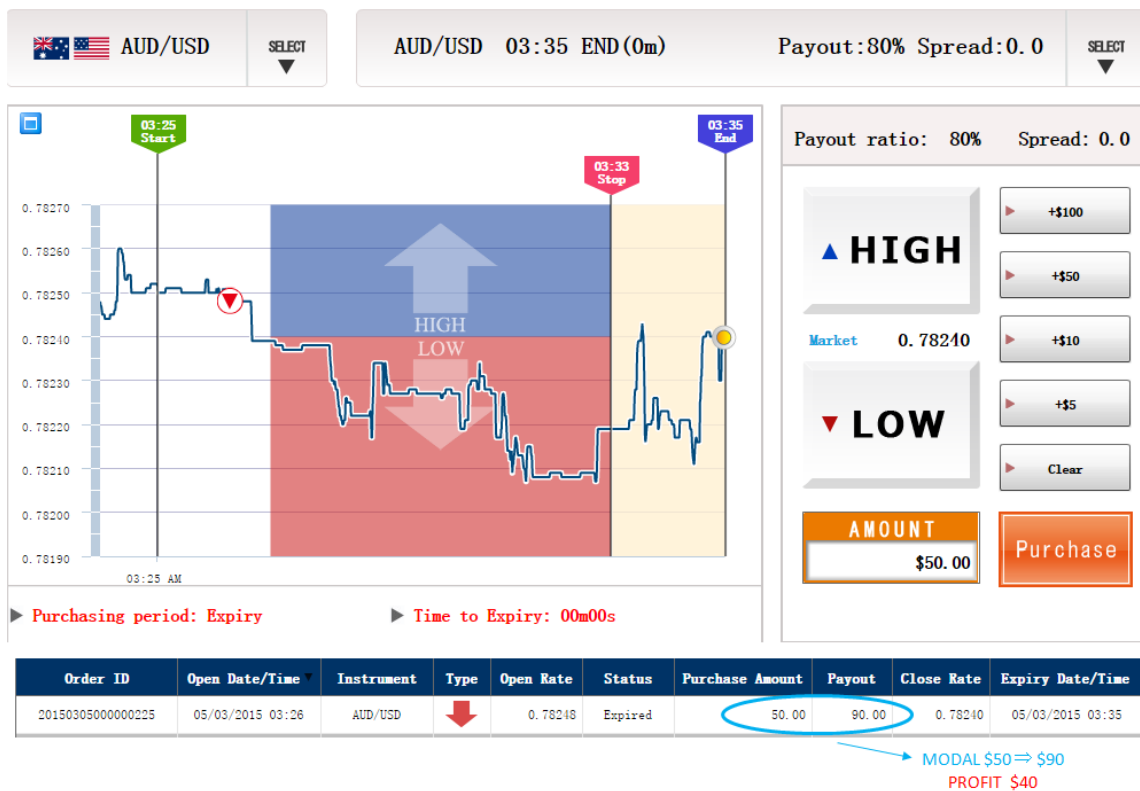 AUD/USD
SELECT
AUD/USD 03:35 END(0m) Payout:80% Spread:0.0
SELECT
03:25
Start
03:35
End
03:33
Stop
Payout ratio: 80% Spread: 0.0
0.78270
0.78260
0.78250
0.78240
0.78230
0.78220
0.78210
0.78200
0.78190
HIGH
LOW
03:25 AM
HIGH
Market 0.78240
LOW
+$100
+$50
+$10
+$5
Clear
AMOUNT
$50.00
Purchase
Purchasing period: Expiry
Time to Expiry: 00m00s
Order ID Open Date/Time Instrument Type Open Rate Status Purchase Amount Payout Close Rate Expiry Date/Time
20150305000000225 05/03/2015 03:26 AUD/USD 0.78248 Expired 50.00 90.00 0.78240 05/03/2015 03:35
MODAL $50⇒ $90
PROFIT $40